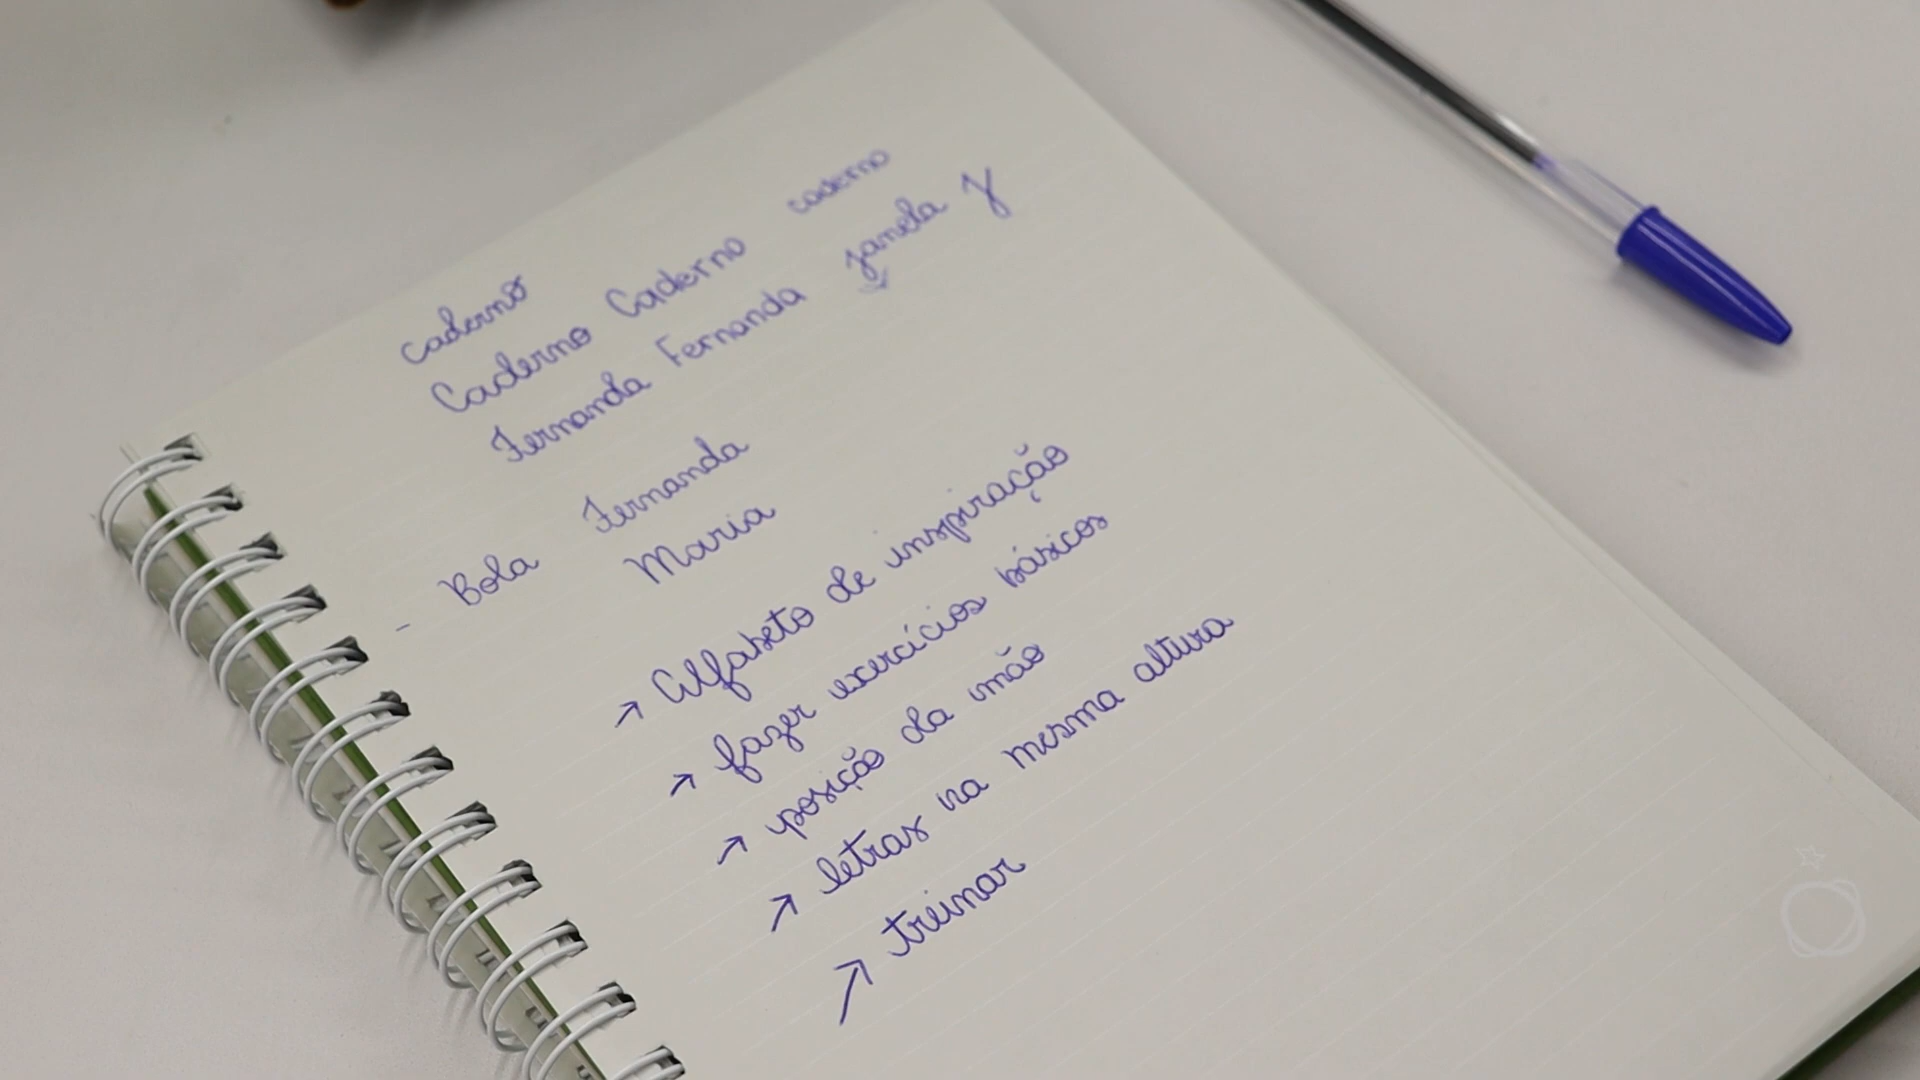 caderno
Caderno Caderno caderno
Fernanda Fernanda janela J
Fernanda
- Bola Maria
→ Alfabeto de inspiração
→ fazer exercícios básicos
→ posição da mão
→ letras na mesma altura
→ treinar